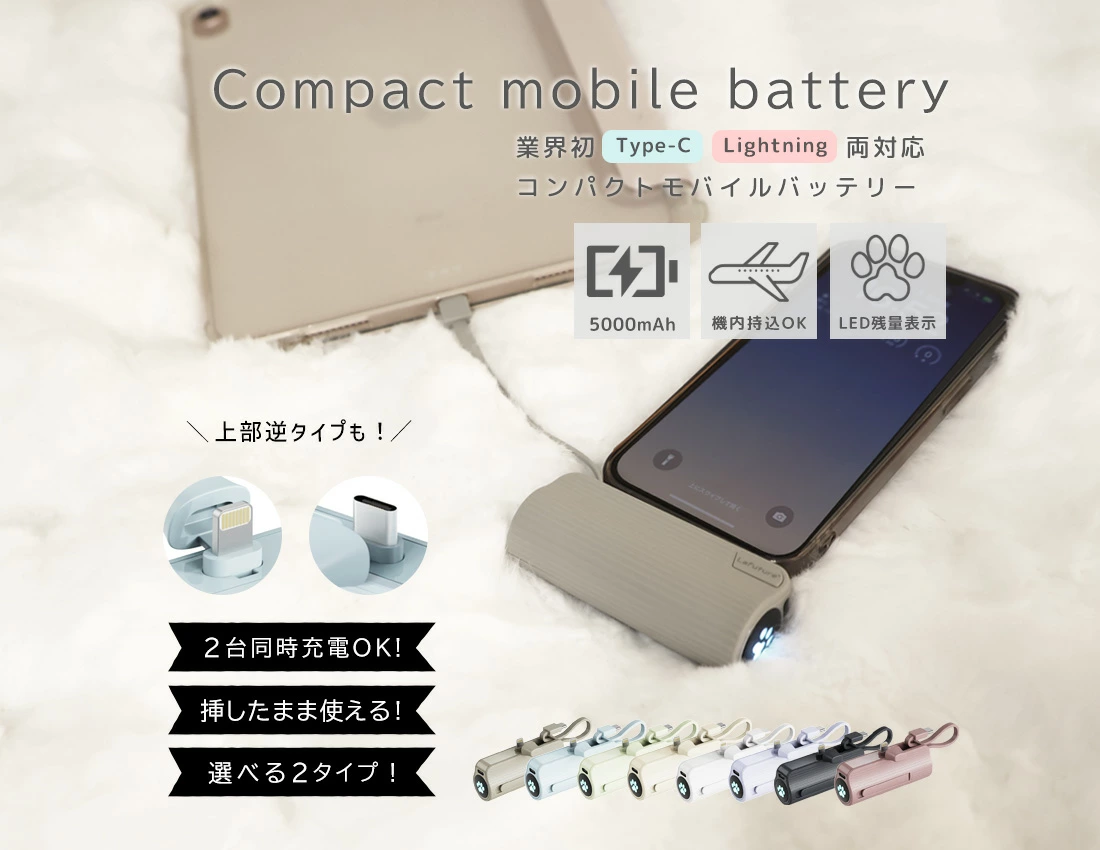 Compact mobile battery
業界初 Type-C Lightning 両対応
コンパクトモバイルバッテリー
5000mAh
機内持込OK
LED残量表示
＼上部逆タイプも！／
Lafuture
2台同時充電OK!
挿したまま使える!
選べる2タイプ！